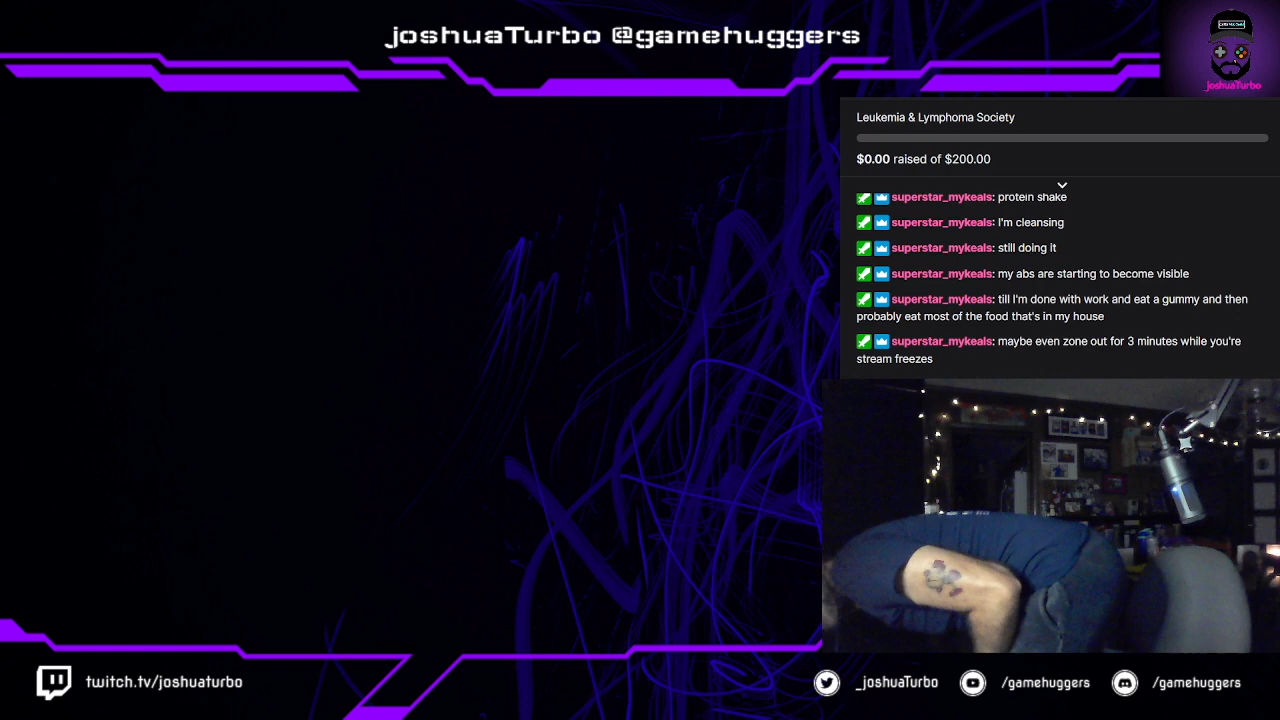 joshuaTurbo @gamehuggers
joshuaTurbo
Leukemia & Lymphoma Society
$0.00 raised of $200.00
superstar_mykeals: protein shake
superstar_mykeals: I'm cleansing
superstar_mykeals: still doing it
superstar_mykeals: my abs are starting to become visible
superstar_mykeals: till I'm done with work and eat a gummy and then
probably eat most of the food that's in my house
superstar_mykeals: maybe even zone out for 3 minutes while you're
stream freezes
twitch.tv/joshuaturbo
_joshuaTurbo
/gamehuggers
/gamehuggers